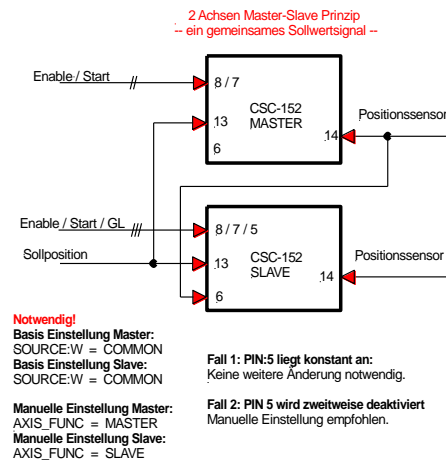 2 Achsen Master-Slave Prinzip
-- ein gemeinsames Sollwertsignal --
Enable / Start
8 / 7
CSC-152
MASTER
13
6
14
Positionssensor
Enable / Start / GL
8 / 7 / 5
CSC-152
SLAVE
Sollposition
13
6
14
Positionssensor
Notwendig!
Basis Einstellung Master:
SOURCE:W = COMMON
Basis Einstellung Slave:
SOURCE:W = COMMON
Manuelle Einstellung Master:
AXIS_FUNC = MASTER
Manuelle Einstellung Slave:
AXIS_FUNC = SLAVE
Fall 1: PIN:5 liegt konstant an:
Keine weitere Änderung notwendig.
Fall 2: PIN 5 wird zweitweise deaktiviert
Manuelle Einstellung empfohlen.